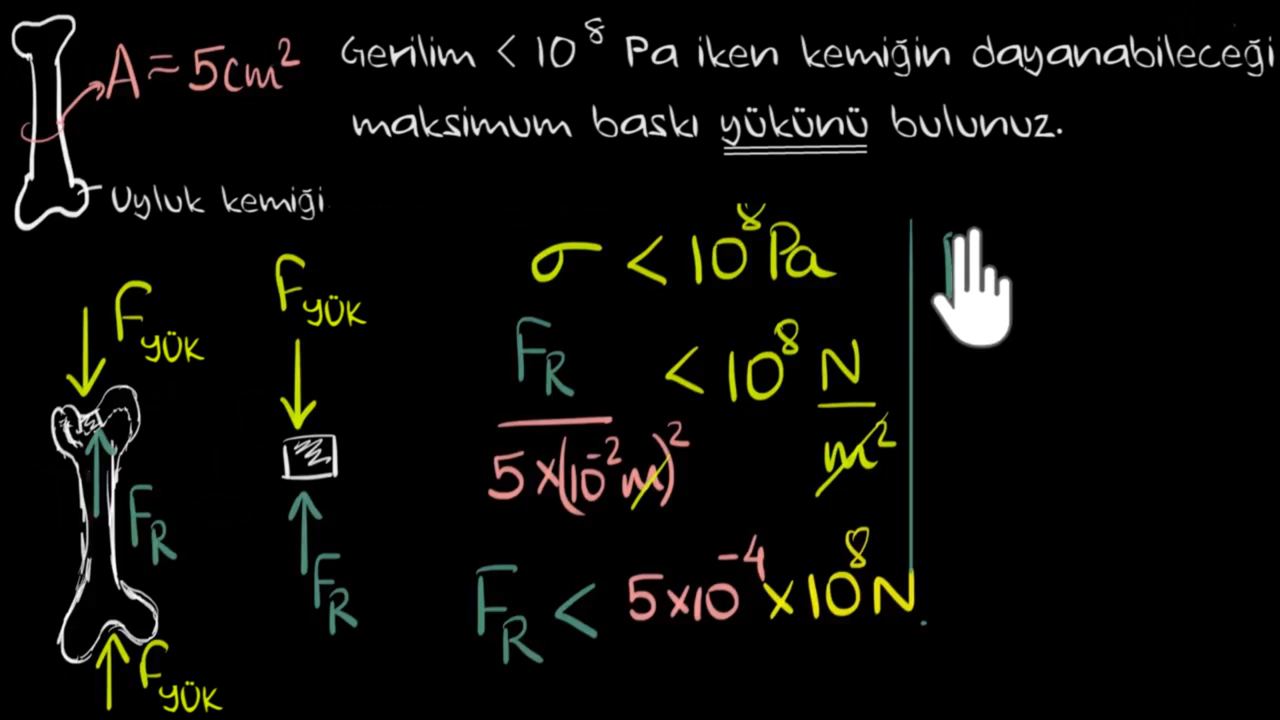 A = 5cm²
Gerilim < 10⁸ Pa iken kemiğin dayanabileceği
maksimum baskı yükünü bulunuz.
Uyluk kemiği
F_YÜK
F_R
F_YÜK
F_YÜK
F_R
σ < 10⁸ Pa
F_R / 5×(10⁻²m)² < 10⁸ N/m²
F_R < 5×10⁻⁴ × 10⁸ N